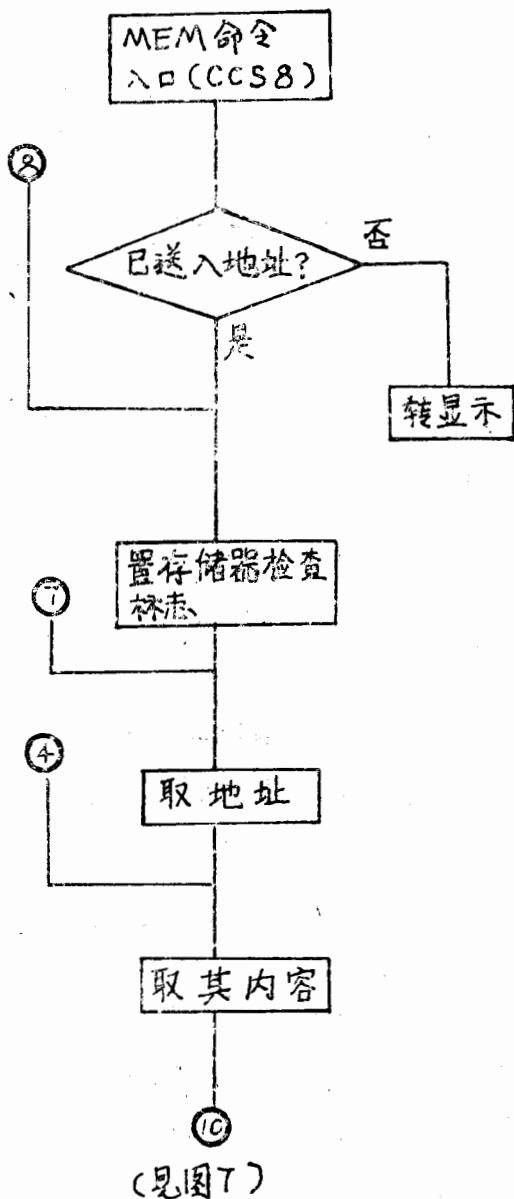 MEM命令
入口(CCS8)
8
已送入地址?
否
是
转显示
置存储器检查
标志
7
4
取地址
取其内容
10
(见图7)